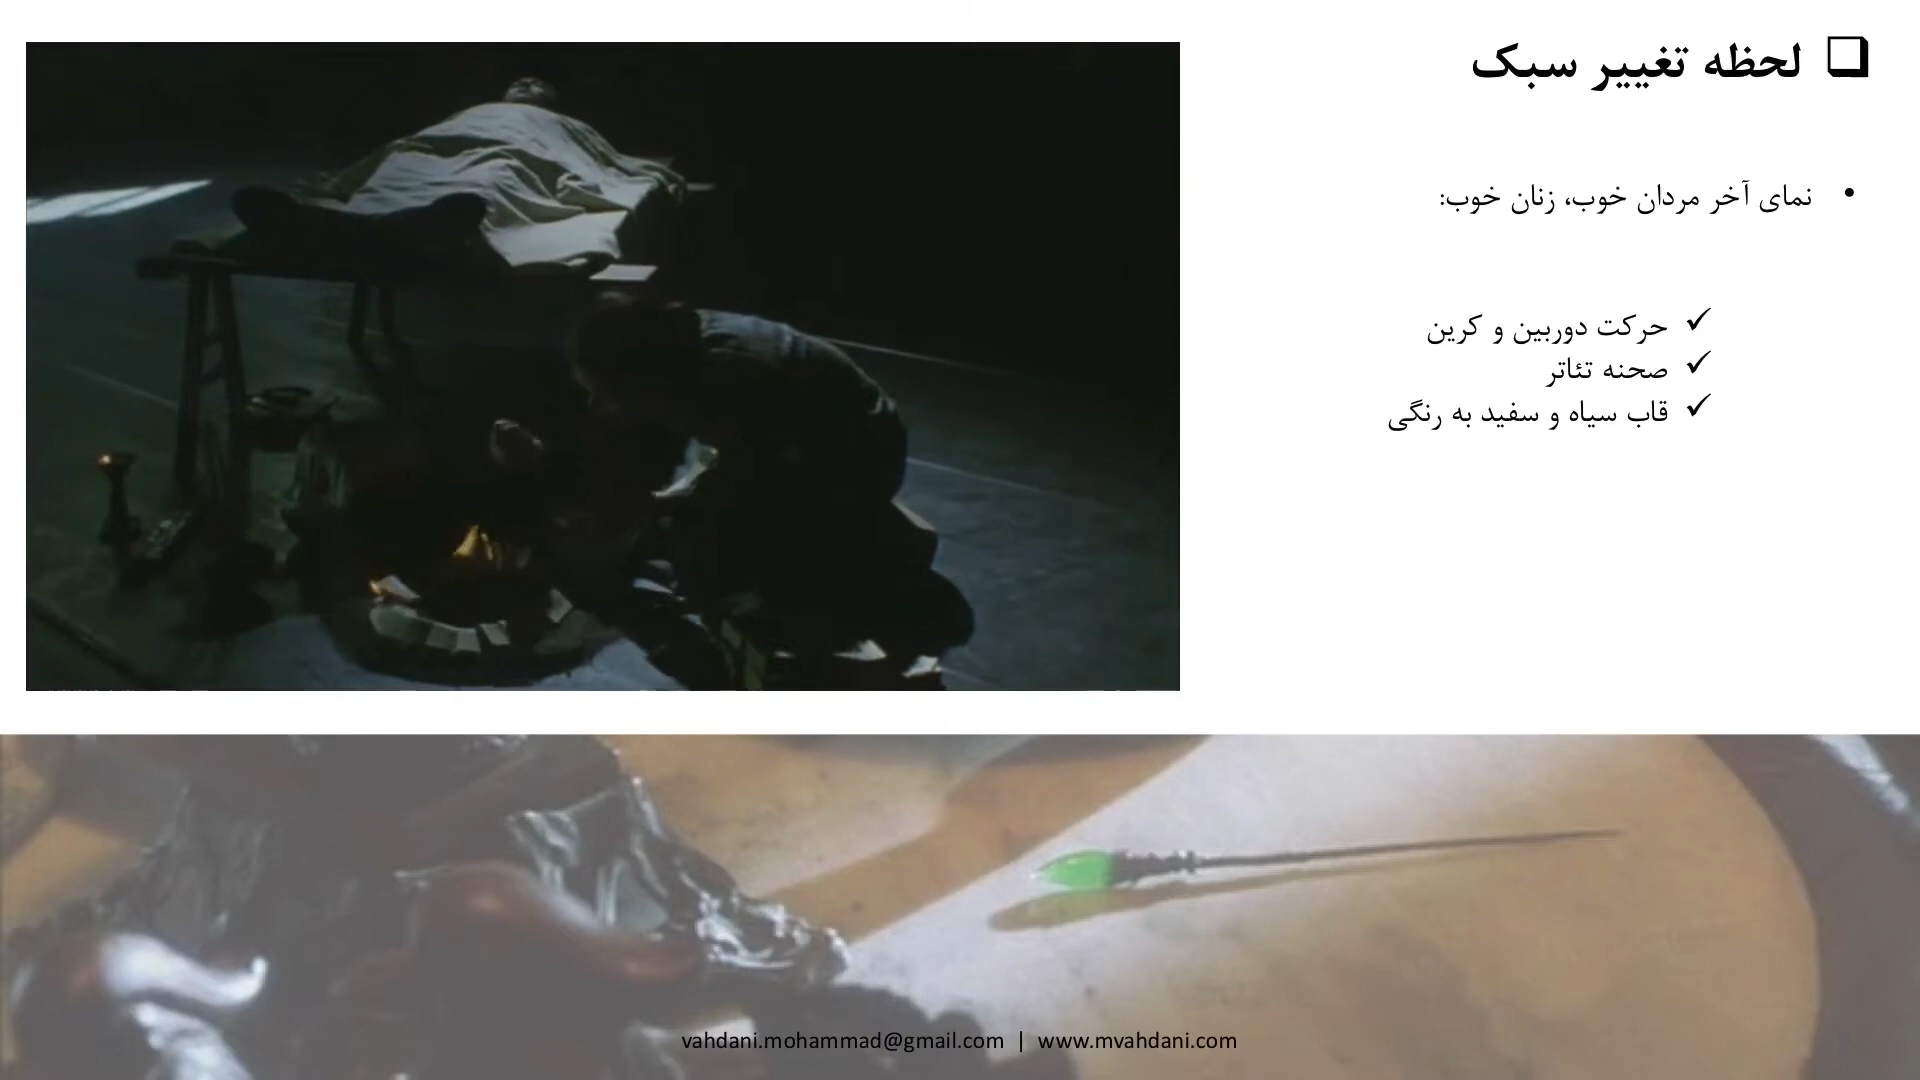 ❑ لحظه تغییر سبک
• نمای آخر مردان خوب، زنان خوب:
✓ حرکت دوربین و کرین
✓ صحنه تئاتر
✓ قاب سیاه و سفید به رنگی
vahdani.mohammad@gmail.com | www.mvahdani.com